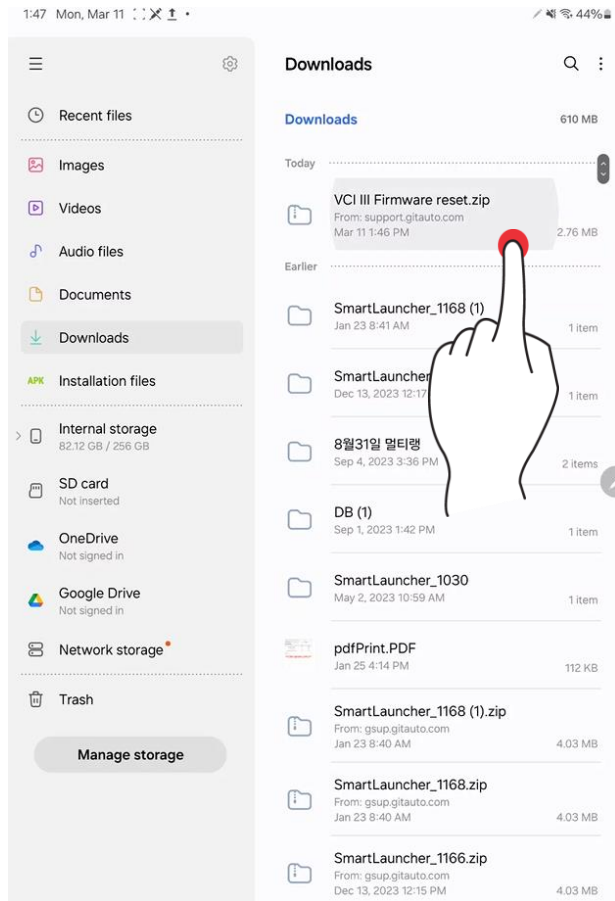 1:47 Mon, Mar 11
44%
Downloads
Recent files
Images
Videos
Audio files
Documents
Downloads
APK Installation files
Internal storage
82.12 GB / 256 GB
SD card
Not inserted
OneDrive
Not signed in
Google Drive
Not signed in
Network storage
Trash
Manage storage
Downloads 610 MB
Today
VCI III Firmware reset.zip
From: support.gitauto.com
Mar 11 1:46 PM 2.76 MB
Earlier
SmartLauncher_1168 (1)
Jan 23 8:41 AM 1 item
SmartLauncher
Dec 13, 2023 12:17 1 item
8월31일 멀티랭
Sep 4, 2023 3:36 PM 2 items
DB (1)
Sep 1, 2023 1:42 PM 1 item
SmartLauncher_1030
May 2, 2023 10:59 AM 1 item
pdfPrint.PDF
Jan 25 4:14 PM 112 KB
SmartLauncher_1168 (1).zip
From: gsup.gitauto.com
Jan 23 8:40 AM 4.03 MB
SmartLauncher_1168.zip
From: gsup.gitauto.com
Jan 23 8:40 AM 4.03 MB
SmartLauncher_1166.zip
From: gsup.gitauto.com
Dec 13, 2023 12:15 PM 4.03 MB